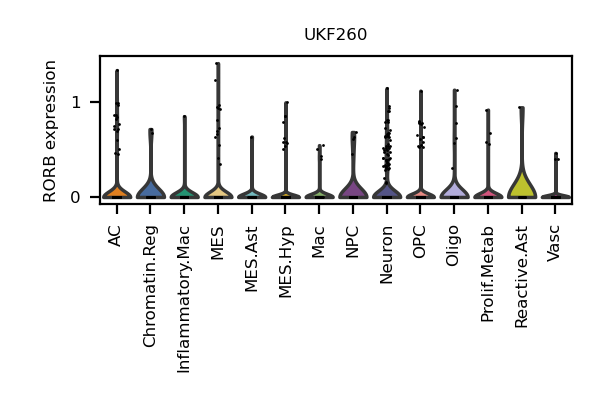 UKF260
RORB expression
1
0
AC
Chromatin.Reg
Inflammatory.Mac
MES
MES.Ast
MES.Hyp
Mac
NPC
Neuron
OPC
Oligo
Prolif.Metab
Reactive.Ast
Vasc